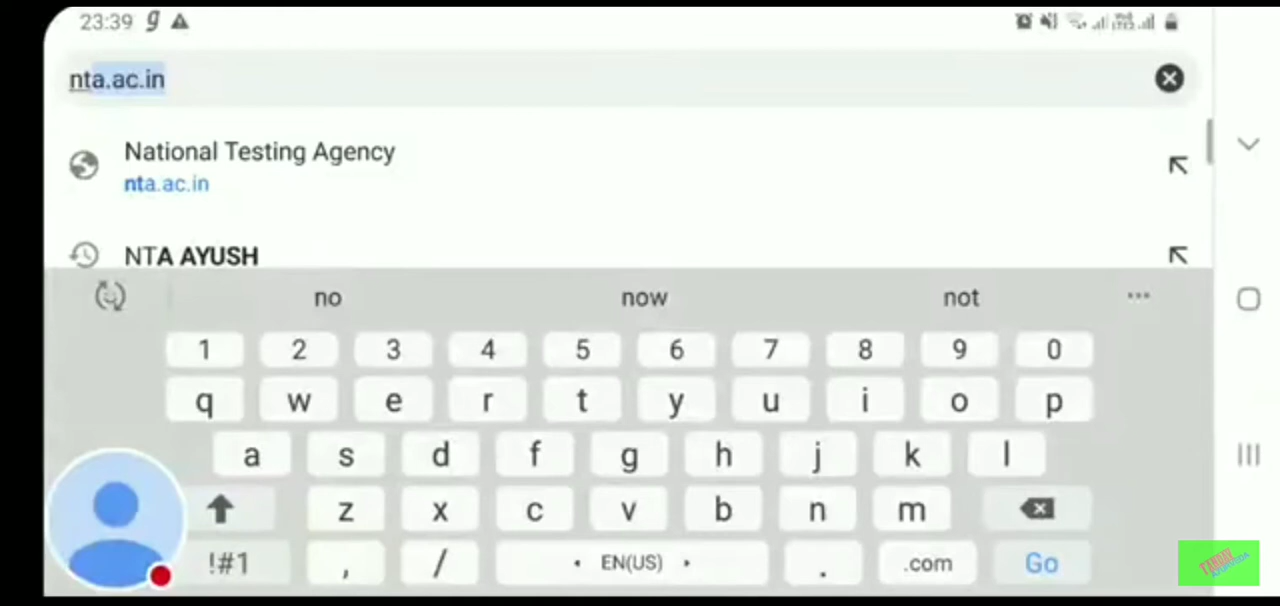 23:39 g
nta.ac.in
National Testing Agency
nta.ac.in
NTA AYUSH
no now not ...
1 2 3 4 5 6 7 8 9 0
q w e r t y u i o p
a s d f g h j k l
z x c v b n m
!#1 , / EN(US) . .com Go